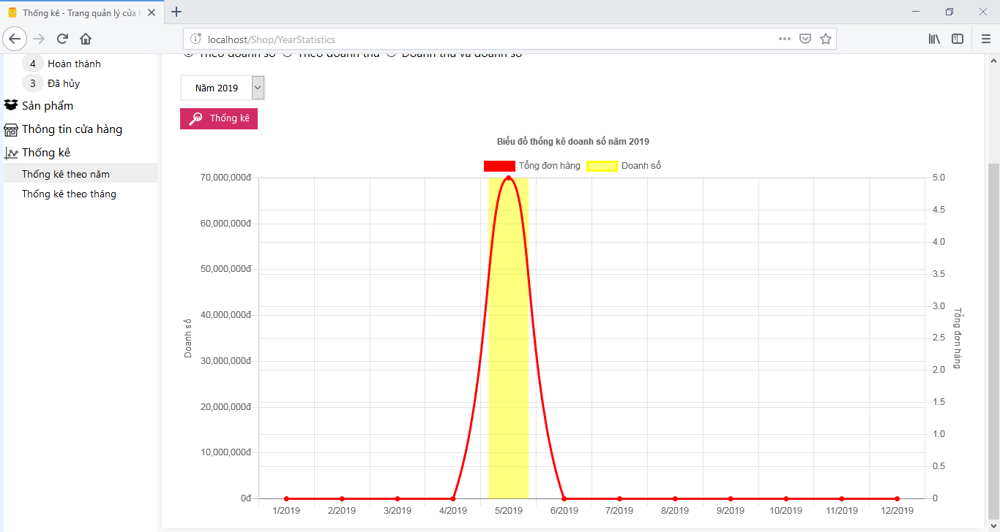 Thống kê - Trang quản lý cửa h
localhost/Shop/YearStatistics
4 Hoàn thành
3 Đã hủy
Sản phẩm
Thông tin cửa hàng
Thống kê
Thống kê theo năm
Thống kê theo tháng
Theo doanh số Theo doanh thu Doanh thu và doanh số
Năm 2019
Thống kê
Biểu đồ thống kê doanh số năm 2019
Tổng đơn hàng Doanh số
Doanh số
70,000,000đ
60,000,000đ
50,000,000đ
40,000,000đ
30,000,000đ
20,000,000đ
10,000,000đ
0đ
5.0
4.5
4.0
3.5
3.0
2.5
2.0
1.5
1.0
0.5
0
Tổng đơn hàng
1/2019 2/2019 3/2019 4/2019 5/2019 6/2019 7/2019 8/2019 9/2019 10/2019 11/2019 12/2019